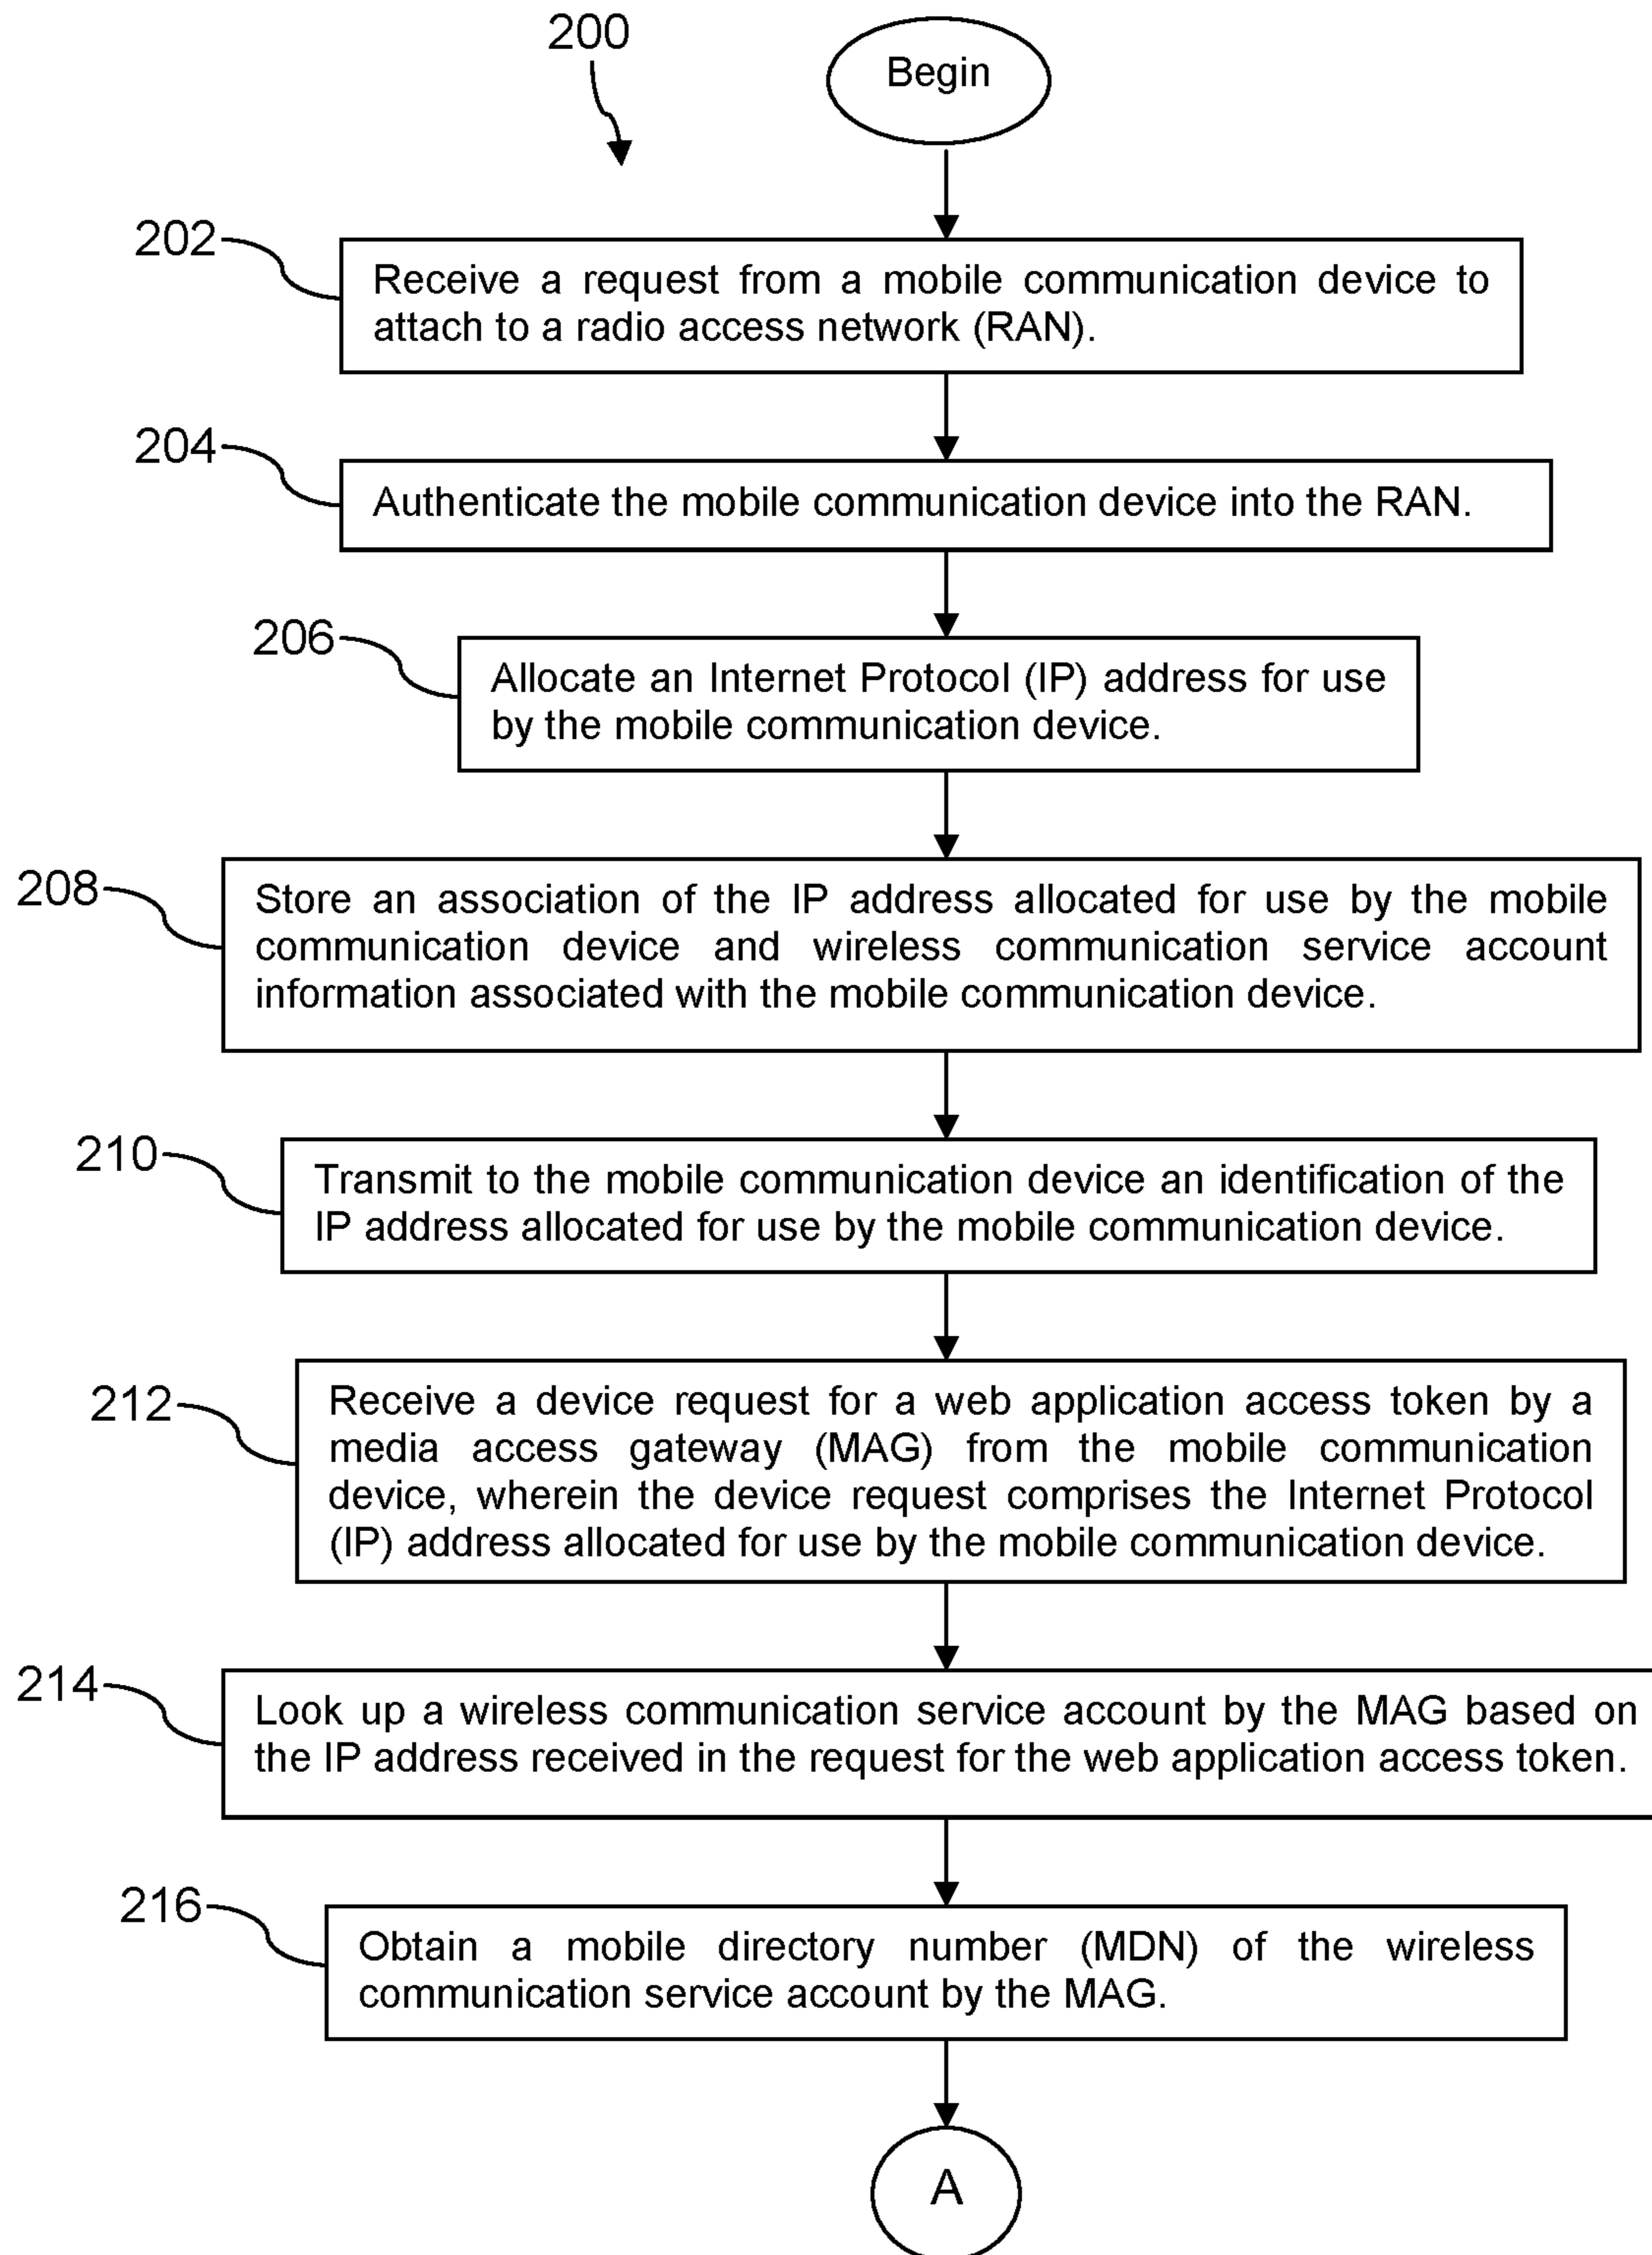 200
Begin
202
Receive a request from a mobile communication device to
attach to a radio access network (RAN).
204
Authenticate the mobile communication device into the RAN.
206
Allocate an Internet Protocol (IP) address for use
by the mobile communication device.
208
Store an association of the IP address allocated for use by the mobile
communication device and wireless communication service account
information associated with the mobile communication device.
210
Transmit to the mobile communication device an identification of the
IP address allocated for use by the mobile communication device.
212
Receive a device request for a web application access token by a
media access gateway (MAG) from the mobile communication
device, wherein the device request comprises the Internet Protocol
(IP) address allocated for use by the mobile communication device.
214
Look up a wireless communication service account by the MAG based on
the IP address received in the request for the web application access token.
216
Obtain a mobile directory number (MDN) of the wireless
communication service account by the MAG.
A